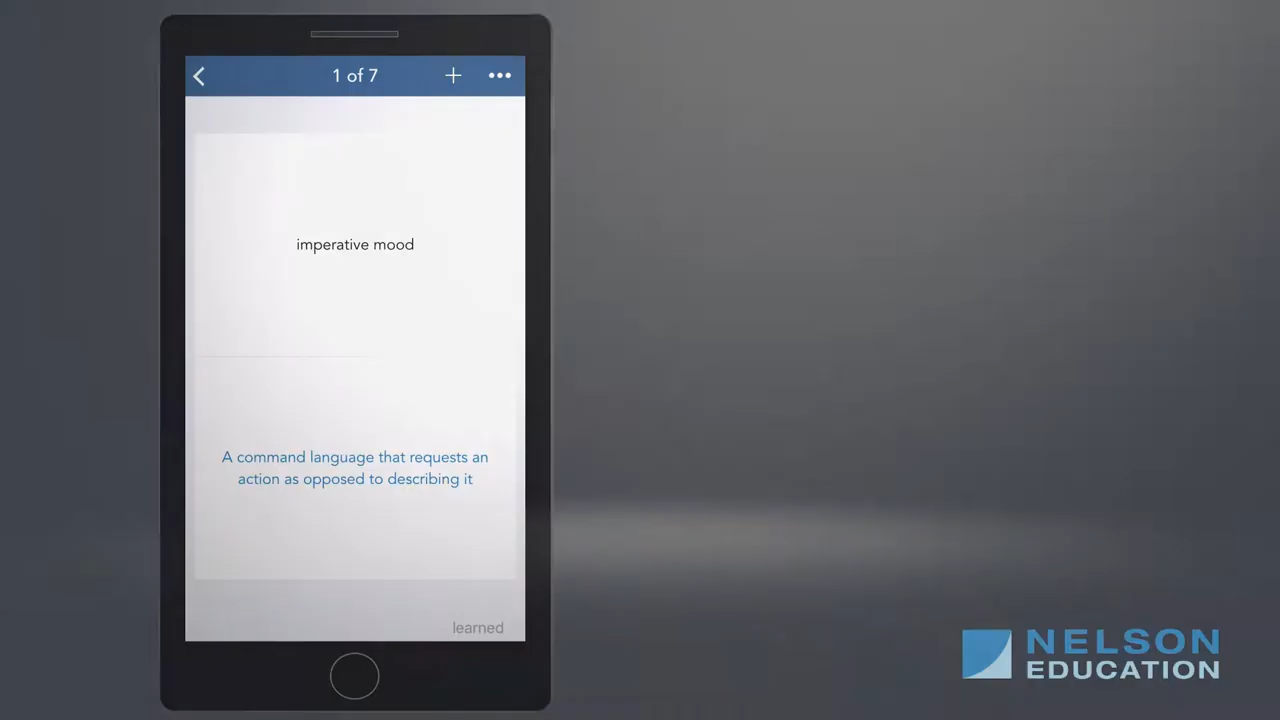 1 of 7
imperative mood
A command language that requests an
action as opposed to describing it
learned
NELSON
EDUCATION